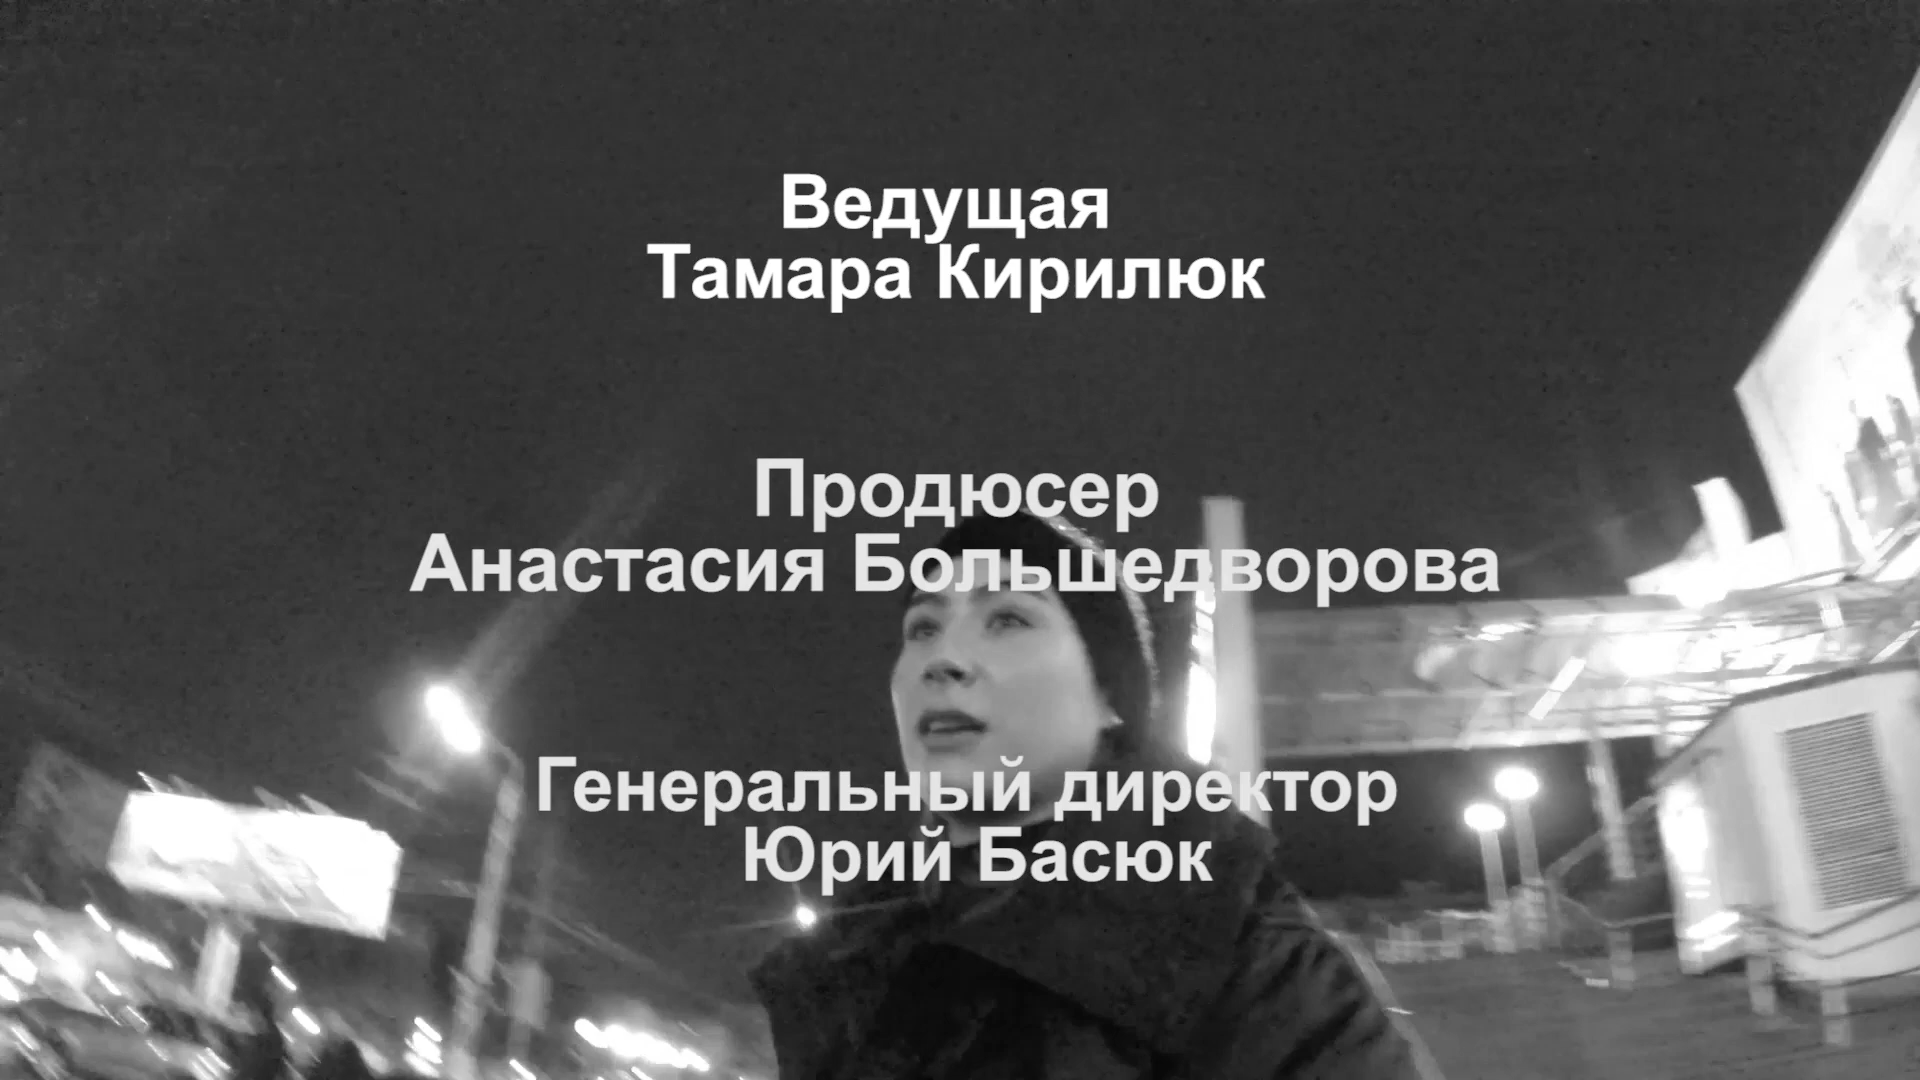 Ведущая
Тамара Кирилюк
Продюсер
Анастасия Большедворова
Генеральный директор
Юрий Басюк